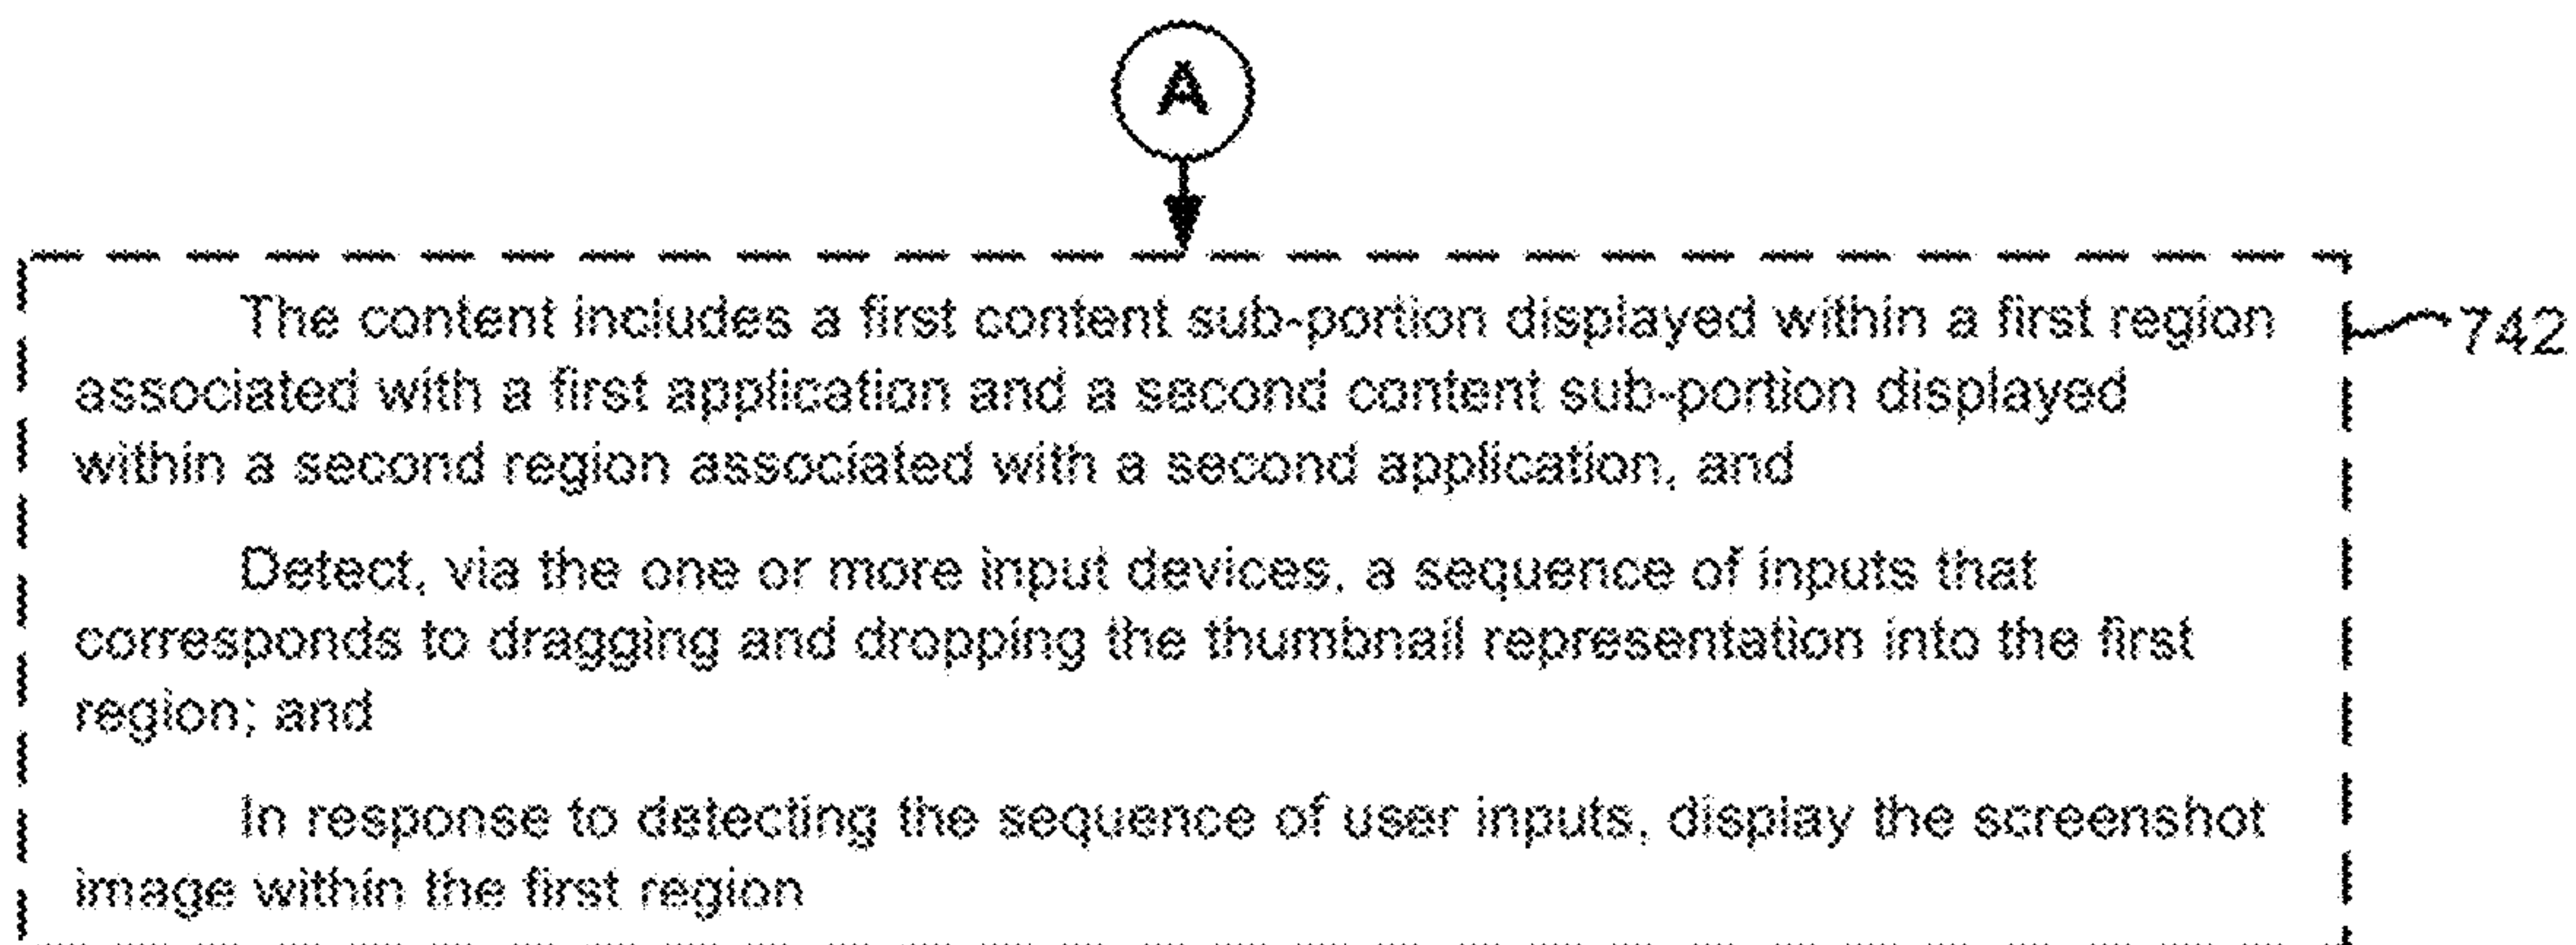 A
The content includes a first content sub-portion displayed within a first region
742
associated with a first application and a second content sub-portion displayed
within a second region associated with a second application, and
Detect, via the one or more input devices, a sequence of inputs that
corresponds to dragging and dropping the thumbnail representation into the first
region; and
In response to detecting the sequence of user inputs, display the screenshot
image within the first region